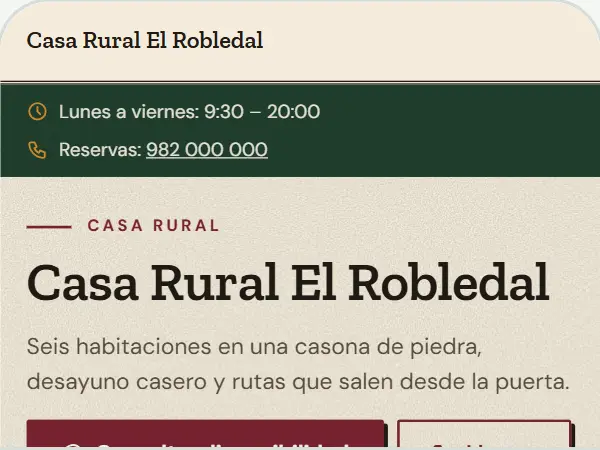 Casa Rural El Robledal
Lunes a viernes: 9:30 – 20:00
Reservas: 982 000 000
CASA RURAL
Casa Rural El Robledal
Seis habitaciones en una casona de piedra,
desayuno casero y rutas que salen desde la puerta.